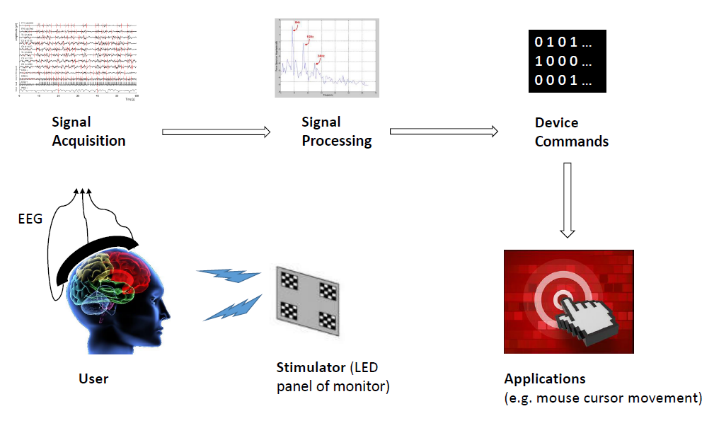 0101...
1000...
0001...
Signal
Acquisition
Signal
Processing
Device
Commands
EEG
User
Stimulator (LED
panel of monitor)
Applications
(e.g. mouse cursor movement)